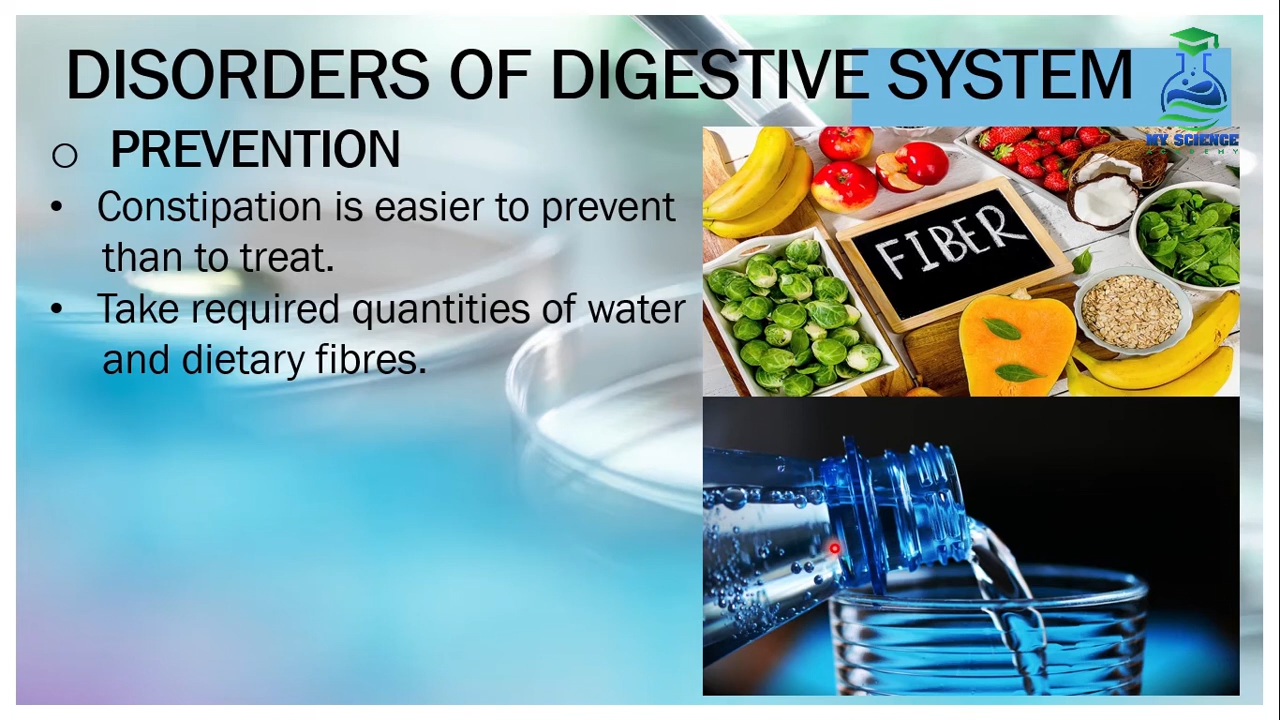 DISORDERS OF DIGESTIVE SYSTEM
MY SCIENCE
PREVENTION
Constipation is easier to prevent
than to treat.
Take required quantities of water
and dietary fibres.
FIBER